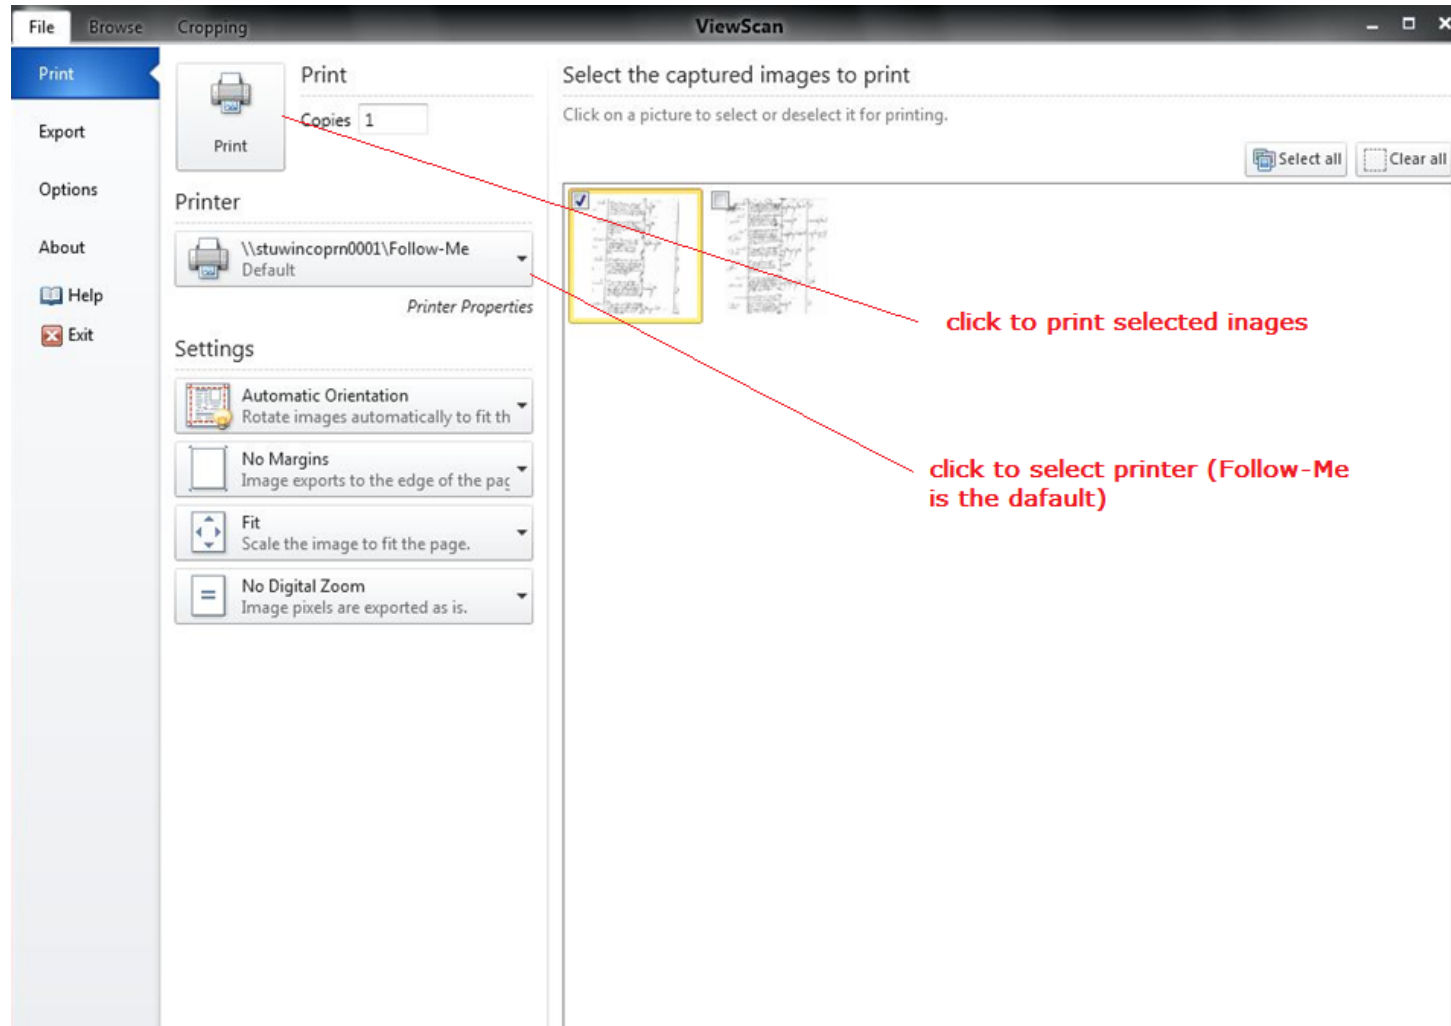 File Browse Cropping ViewScan
Print
Export
Options
About
Help
Exit
Print
Print
Copies 1
Printer
\\stuwincoprn0001\Follow-Me
Default
Printer Properties
Settings
Automatic Orientation
Rotate images automatically to fit th
No Margins
Image exports to the edge of the pag
Fit
Scale the image to fit the page.
No Digital Zoom
Image pixels are exported as is.
Select the captured images to print
Click on a picture to select or deselect it for printing.
Select all Clear all
click to print selected inages
click to select printer (Follow-Me
is the dafault)